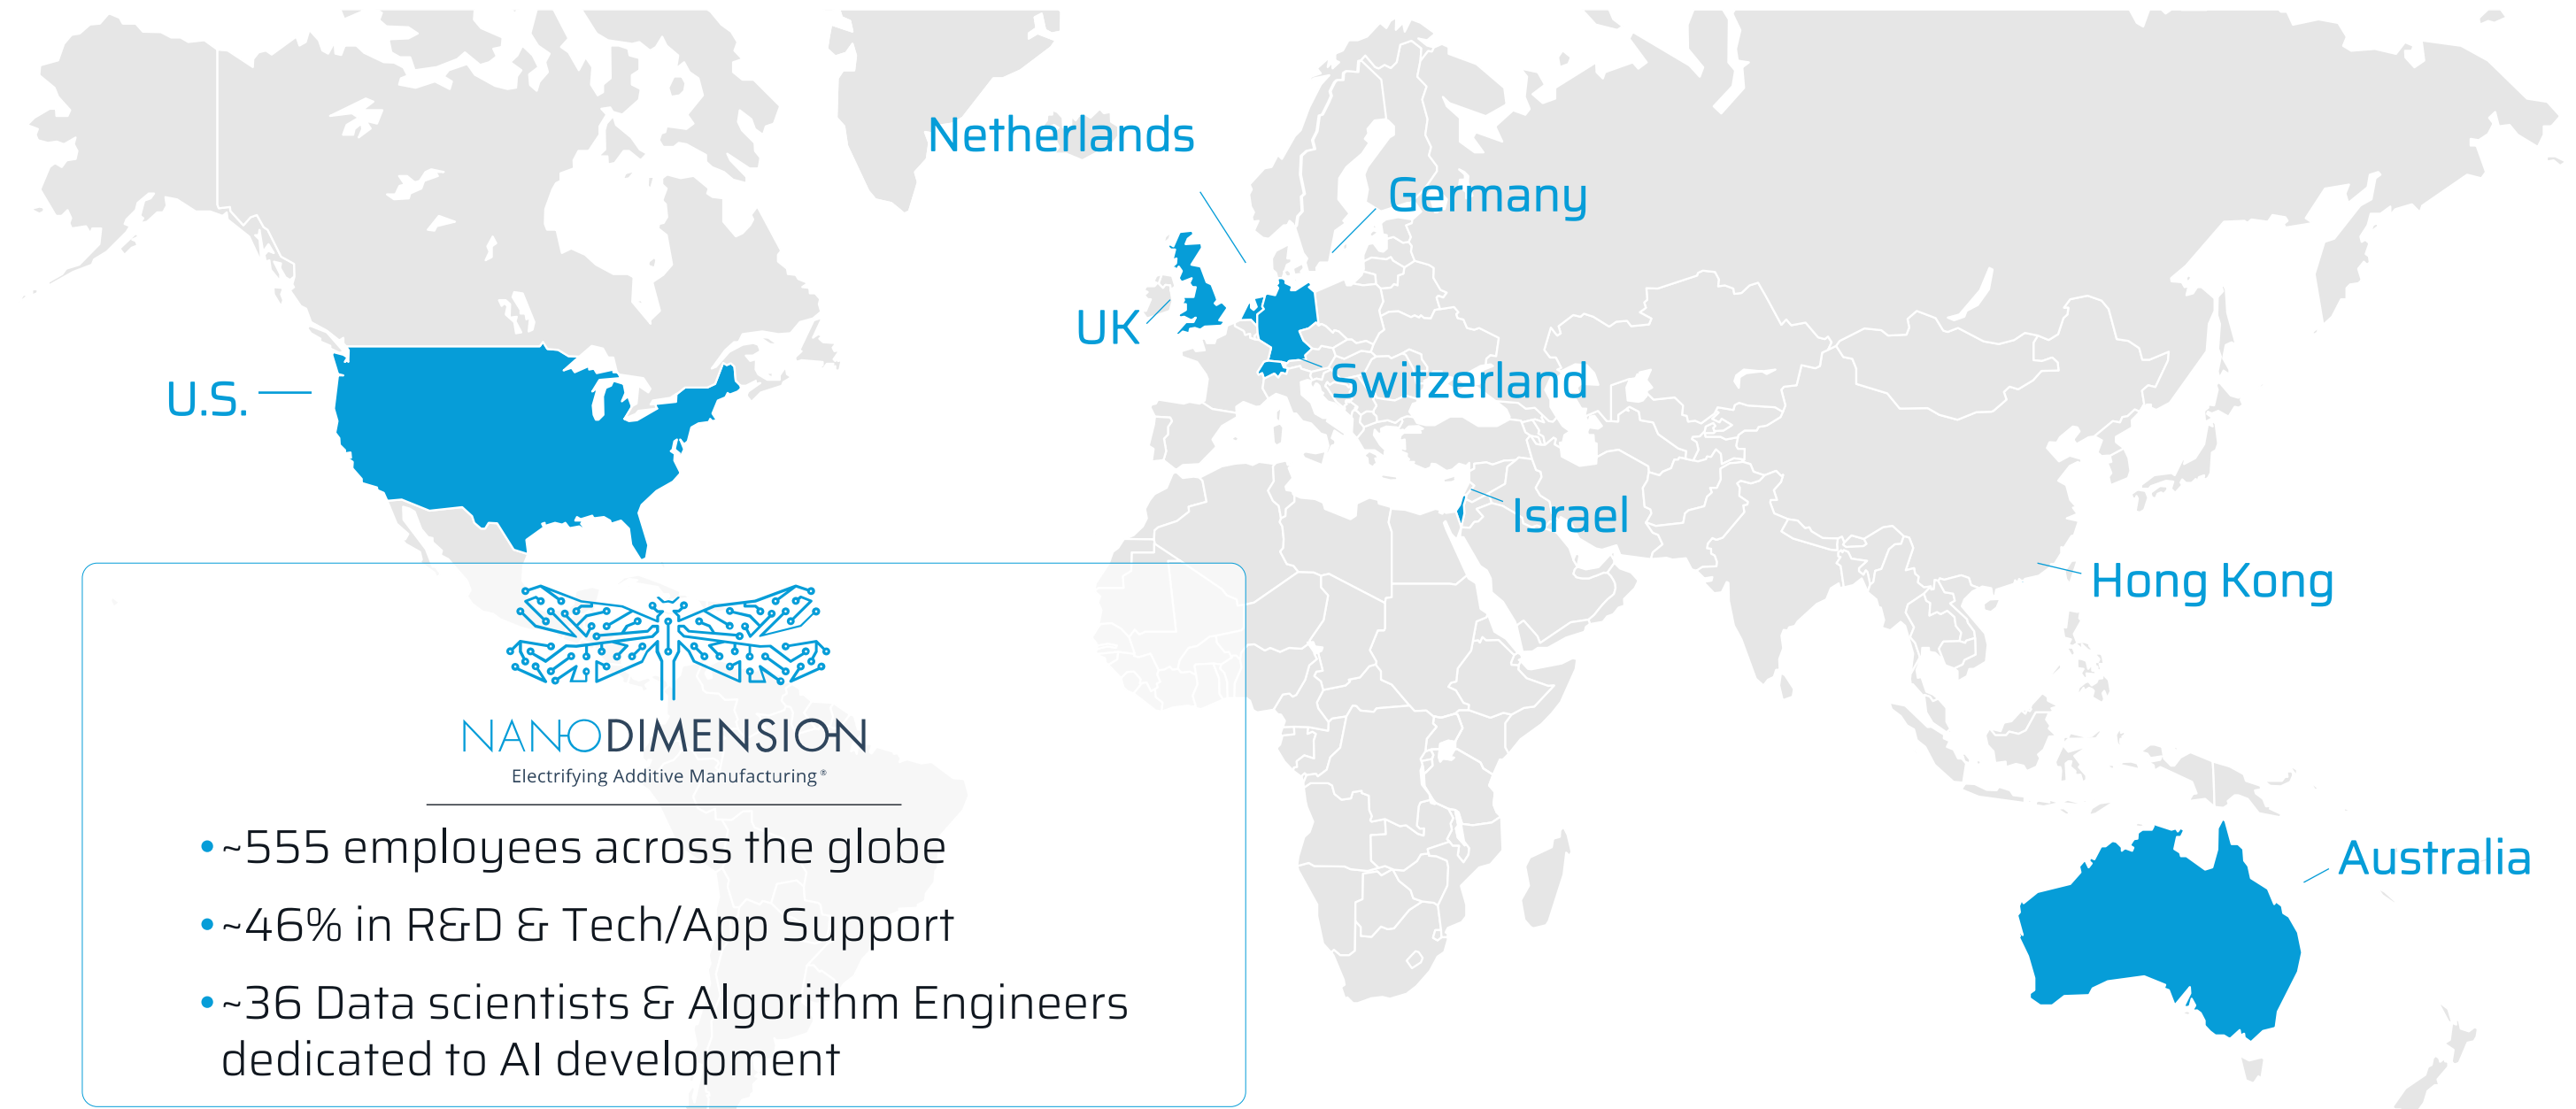 Netherlands
Germany
UK
Switzerland
U.S.
Israel
Hong Kong
Australia
NANODIMENSION
Electrifying Additive Manufacturing®
•~555 employees across the globe
•~46% in R&D & Tech/App Support
•~36 Data scientists & Algorithm Engineers
dedicated to AI development